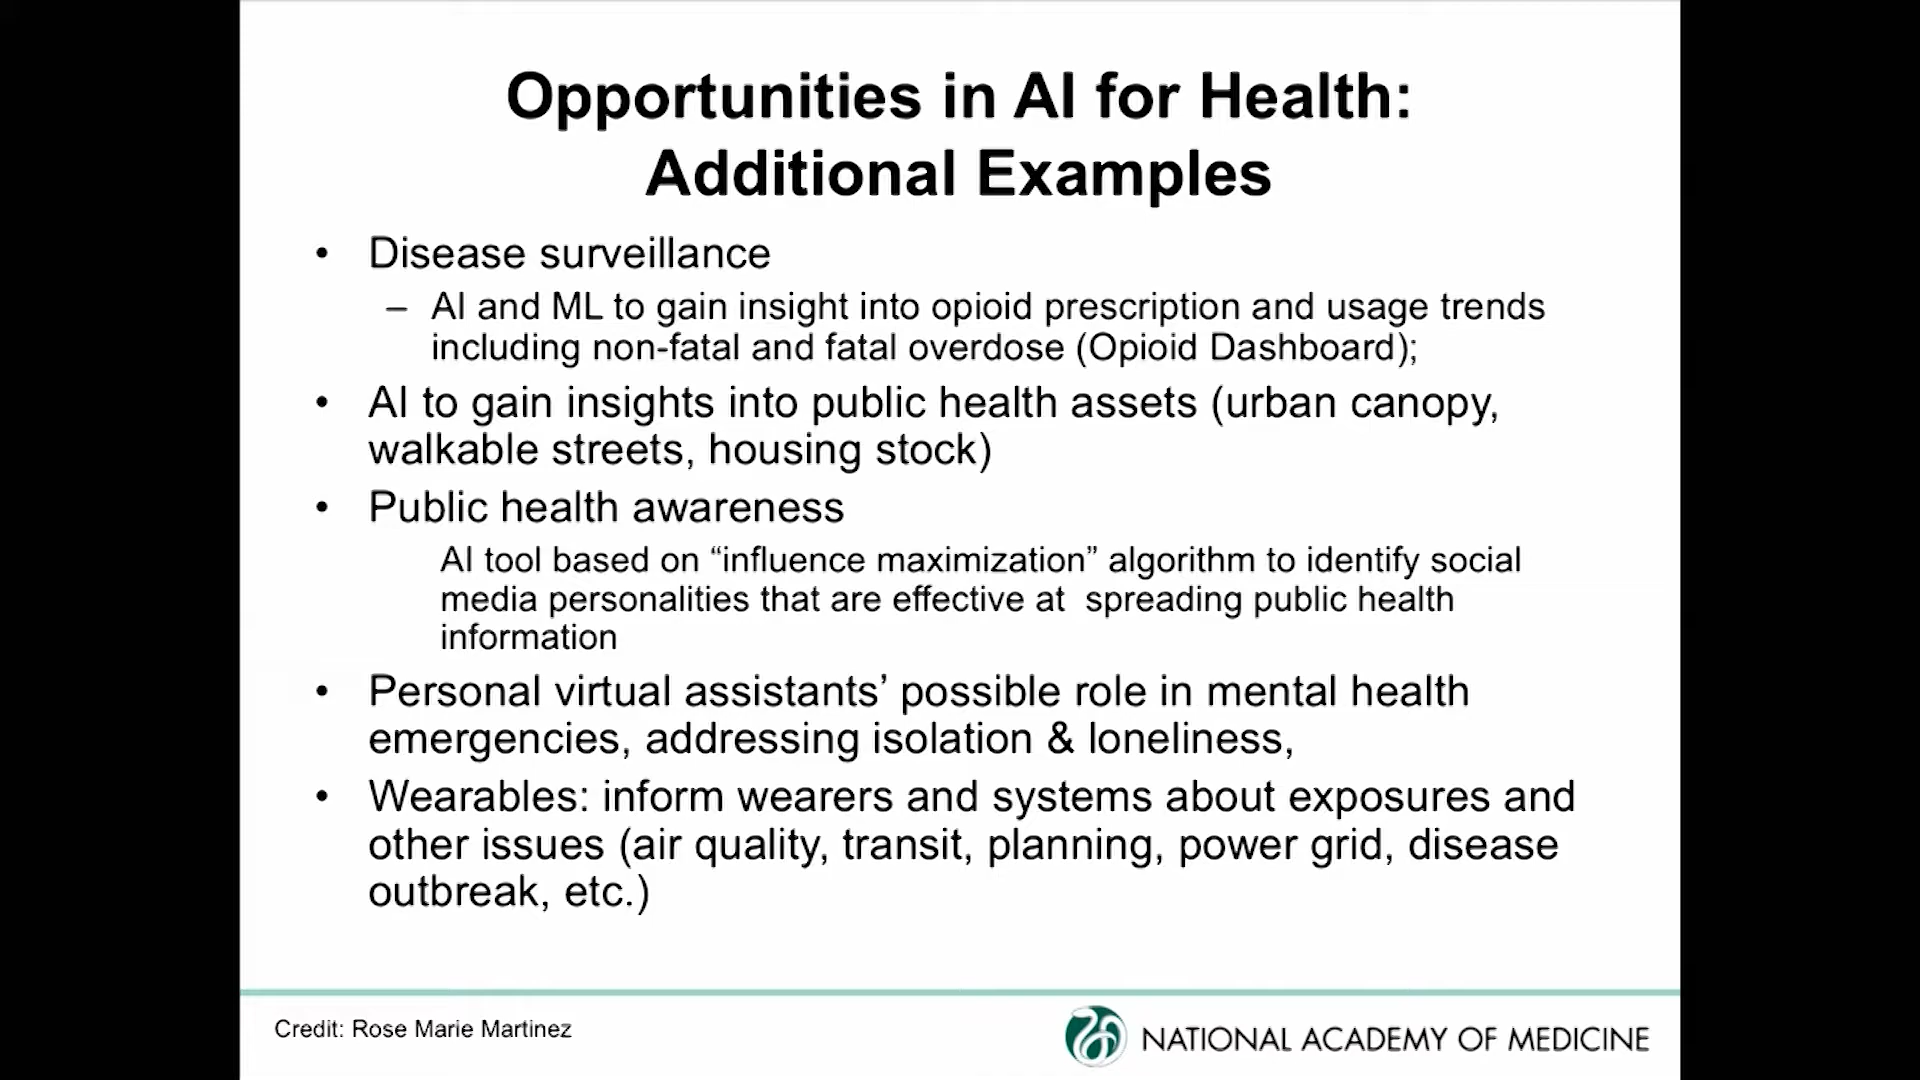 Opportunities in AI for Health:
Additional Examples
• Disease surveillance
– AI and ML to gain insight into opioid prescription and usage trends
including non-fatal and fatal overdose (Opioid Dashboard);
• AI to gain insights into public health assets (urban canopy,
walkable streets, housing stock)
• Public health awareness
AI tool based on “influence maximization” algorithm to identify social
media personalities that are effective at  spreading public health
information
• Personal virtual assistants’ possible role in mental health
emergencies, addressing isolation & loneliness,
• Wearables: inform wearers and systems about exposures and
other issues (air quality, transit, planning, power grid, disease
outbreak, etc.)
Credit: Rose Marie Martinez
NATIONAL ACADEMY OF MEDICINE